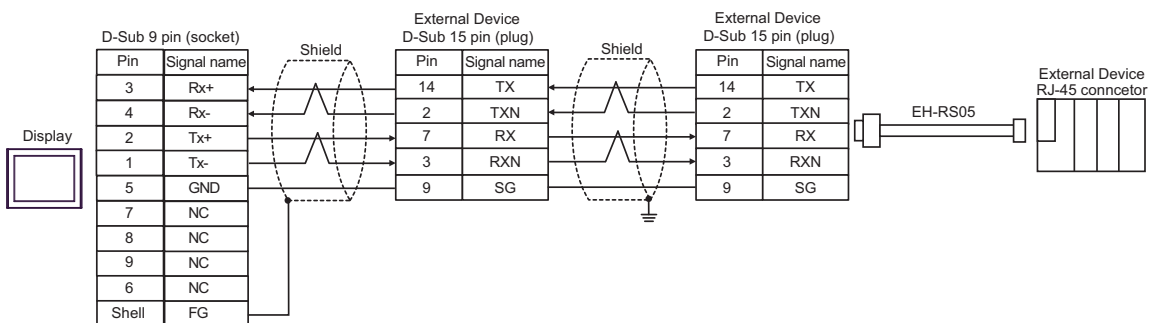 External Device
D-Sub 15 pin (plug)
External Device
D-Sub 15 pin (plug)
D-Sub 9 pin (socket)
Shield
Shield
External Device
RJ-45 conncetor
Pin Signal name Pin Signal name Pin Signal name
3 Rx+ 14 TX 14 TX
4 Rx- 2 TXN 2 TXN
EH-RS05
Display
2 Tx+ 7 RX 7 RX
1 Tx- 3 RXN 3 RXN
5 GND 9 SG 9 SG
7 NC
8 NC
9 NC
6 NC
Shell FG